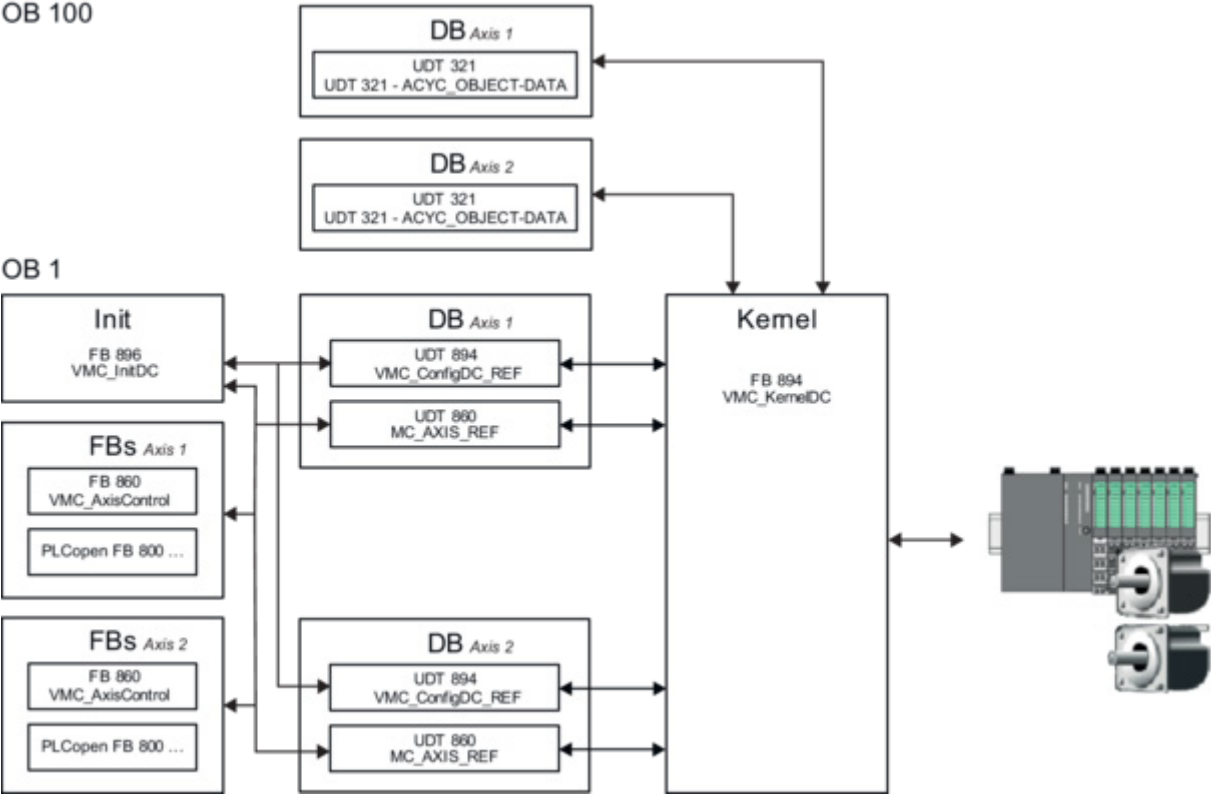 OB 100
DB Axis 1
UDT 321
UDT 321 - ACYC_OBJECT-DATA
DB Axis 2
UDT 321
UDT 321 - ACYC_OBJECT-DATA
OB 1
Init
FB 896
VMC_InitDC
FBs Axis 1
FB 860
VMC_AxisControl
PLCopen FB 800 ...
FBs Axis 2
FB 860
VMC_AxisControl
PLCopen FB 800 ...
DB Axis 1
UDT 894
VMC_ConfigDC_REF
UDT 860
MC_AXIS_REF
DB Axis 2
UDT 894
VMC_ConfigDC_REF
UDT 860
MC_AXIS_REF
Kernel
FB 894
VMC_KernelDC